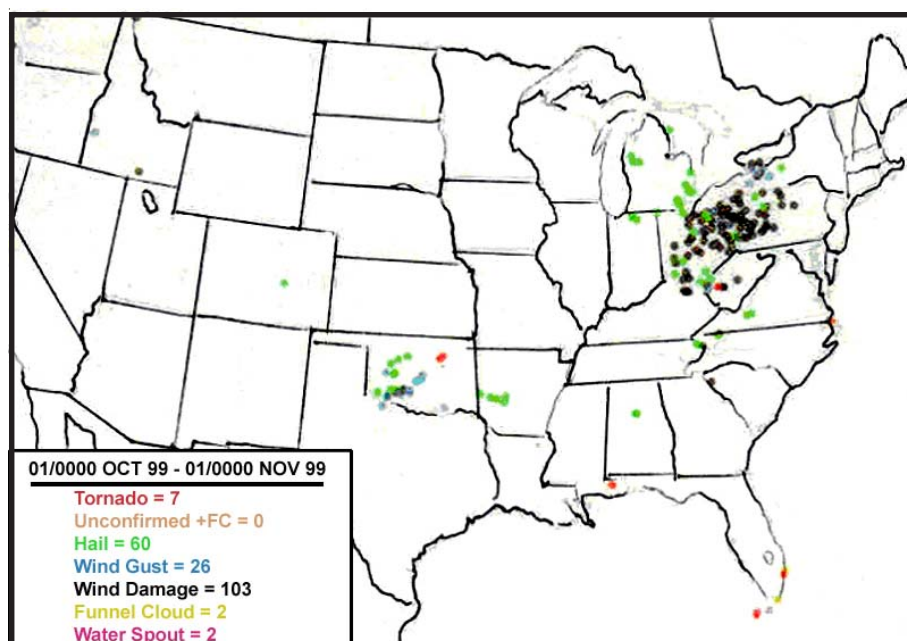 01/0000 OCT 99 - 01/0000 NOV 99
Tornado = 7
Unconfirmed +FC = 0
Hail = 60
Wind Gust = 26
Wind Damage = 103
Funnel Cloud = 2
Water Spout = 2